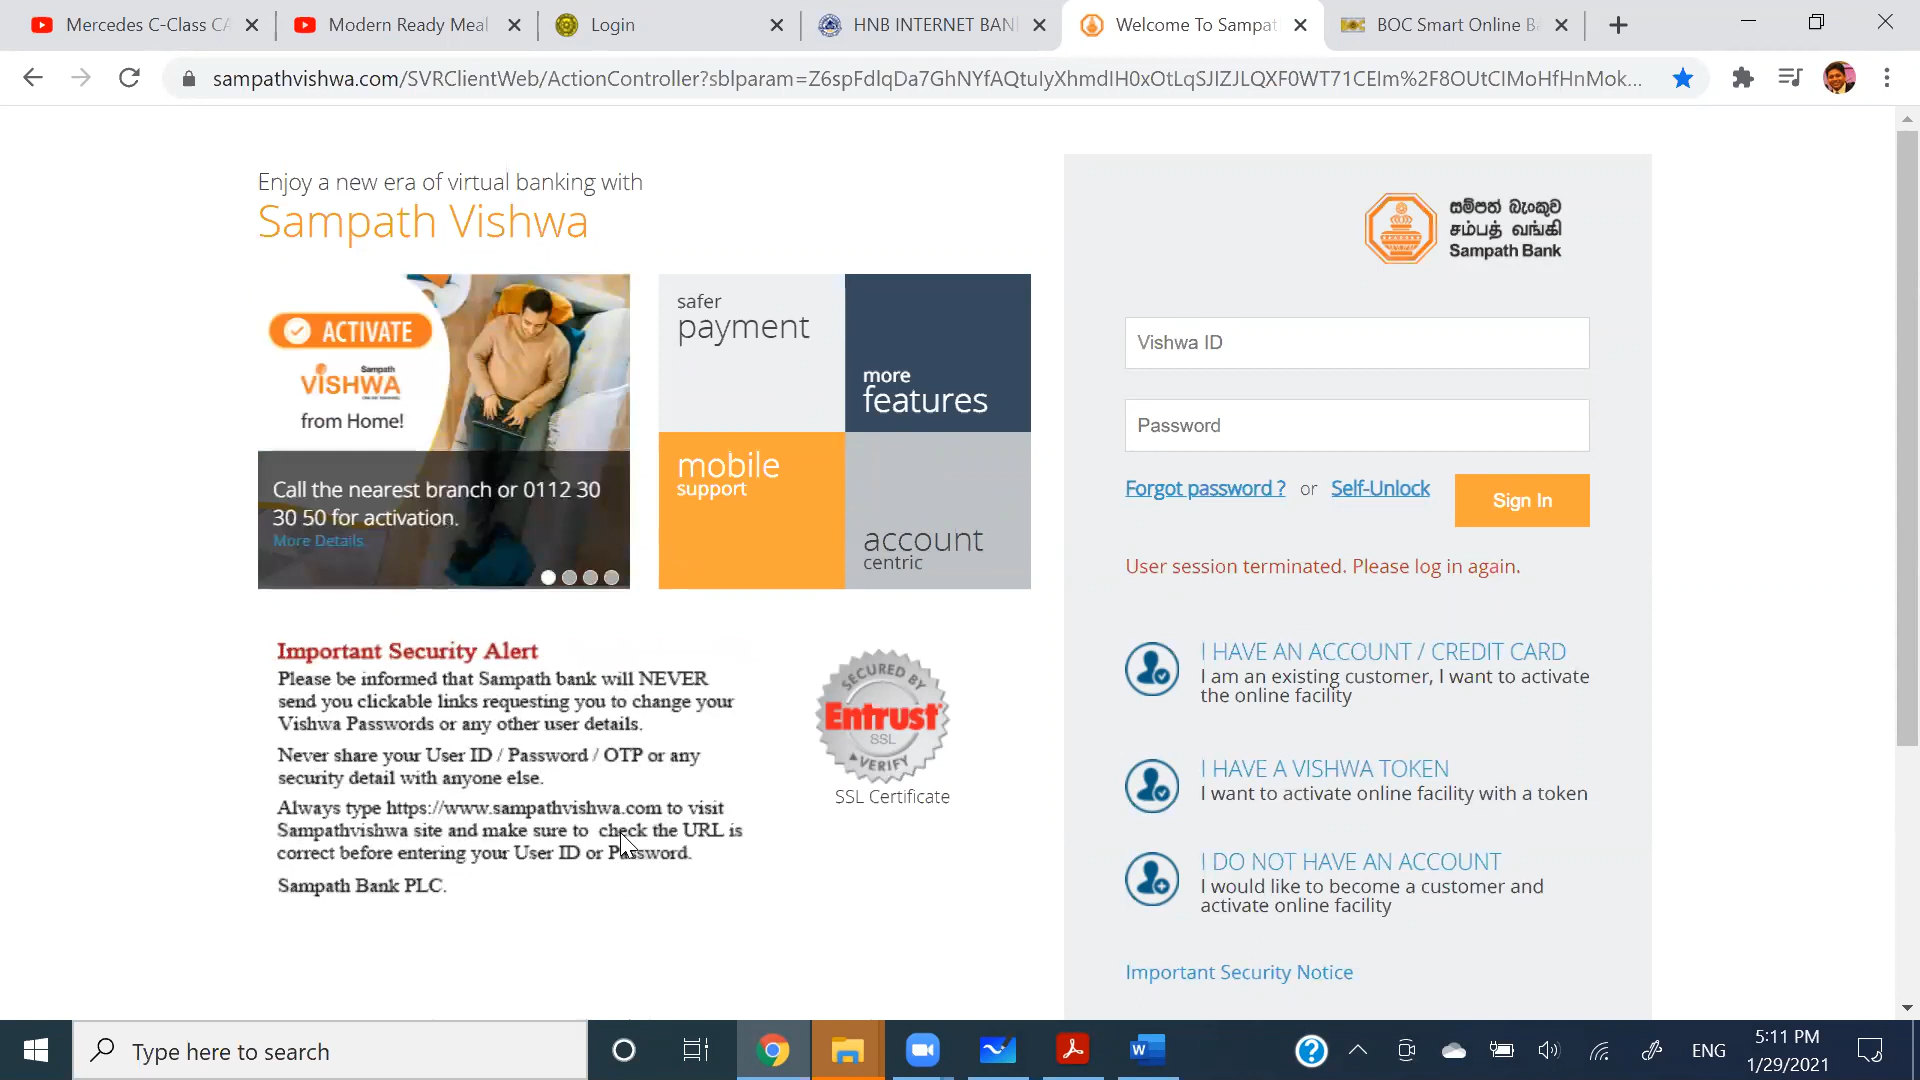 Mercedes C-Class CA
Modern Ready Meal
Login
HNB INTERNET BAN
Welcome To Sampat
BOC Smart Online B
sampathvishwa.com/SVRClientWeb/ActionController?sblparam=Z6spFdlqDa7GhNYfAQtulyXhmdIH0xOtLqSJIZJLQXF0WT71CEIm%2F8OUtCIMoHfHnMok...
Enjoy a new era of virtual banking with
Sampath Vishwa
ACTIVATE
Sampath
VISHWA
from Home!
Call the nearest branch or 0112 30
30 50 for activation.
More Details
safer
payment
more
features
mobile
support
account
centric
Important Security Alert
Please be informed that Sampath bank will NEVER
send you clickable links requesting you to change your
Vishwa Passwords or any other user details.
Never share your User ID / Password / OTP or any
security detail with anyone else.
Always type https://www.sampathvishwa.com to visit
Sampathvishwa site and make sure to check the URL is
correct before entering your User ID or Password.
Sampath Bank PLC.
SECURED BY
Entrust
SSL
VERIFY
SSL Certificate
සම්පත් බැංකුව
சம்பத் வங்கி
Sampath Bank
Vishwa ID
Password
Forgot password ? or Self-Unlock
Sign In
User session terminated. Please log in again.
I HAVE AN ACCOUNT / CREDIT CARD
I am an existing customer, I want to activate
the online facility
I HAVE A VISHWA TOKEN
I want to activate online facility with a token
I DO NOT HAVE AN ACCOUNT
I would like to become a customer and
activate online facility
Important Security Notice
Type here to search
ENG
5:11 PM
1/29/2021